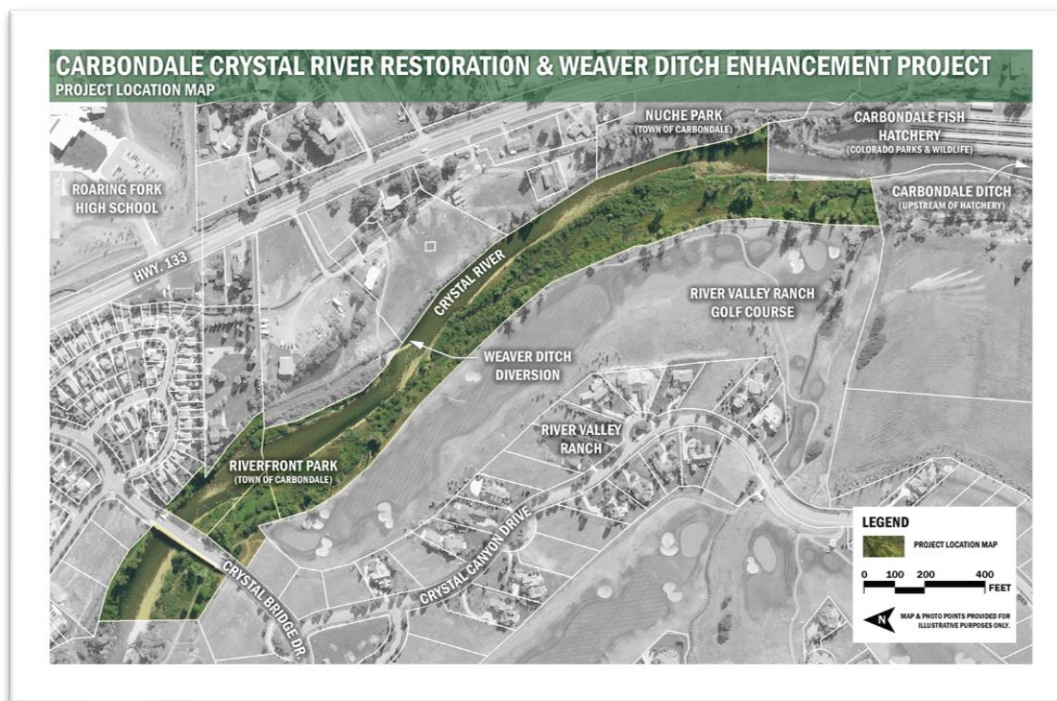 CARBONDALE CRYSTAL RIVER RESTORATION & WEAVER DITCH ENHANCEMENT PROJECT
PROJECT LOCATION MAP
NUCHE PARK
(TOWN OF CARBONDALE)
CARBONDALE FISH
HATCHERY
(COLORADO PARKS & WILDLIFE)
ROARING FORK
HIGH SCHOOL
CARBONDALE DITCH
(UPSTREAM OF HATCHERY)
HWY. 133
CRYSTAL RIVER
RIVER VALLEY RANCH
GOLF COURSE
WEAVER DITCH
DIVERSION
RIVER VALLEY
RANCH
RIVERFRONT PARK
(TOWN OF CARBONDALE)
CRYSTAL BRIDGE DR.
CRYSTAL CANYON DRIVE
LEGEND
PROJECT LOCATION MAP
0 100 200 400
FEET
N
MAP & PHOTO POINTS PROVIDED FOR
ILLUSTRATIVE PURPOSES ONLY.